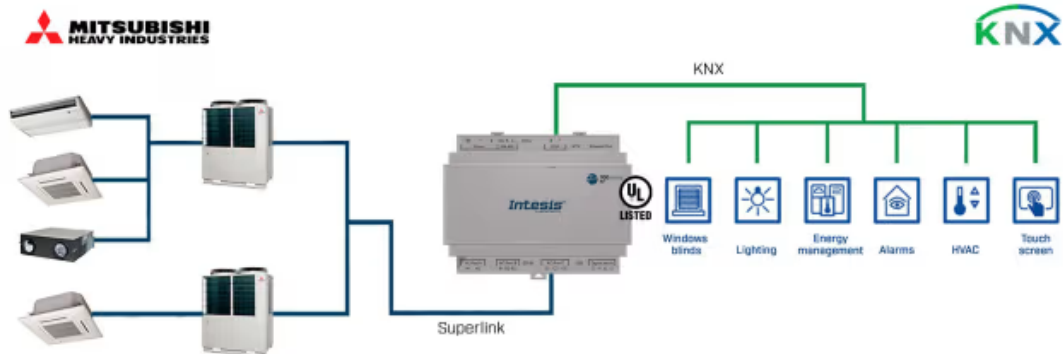 MITSUBISHI
HEAVY INDUSTRIES
KNX
KNX
Intesis
UL
LISTED
Windows
blinds
Lighting
Energy
management
Alarms
HVAC
Touch
screen
Superlink